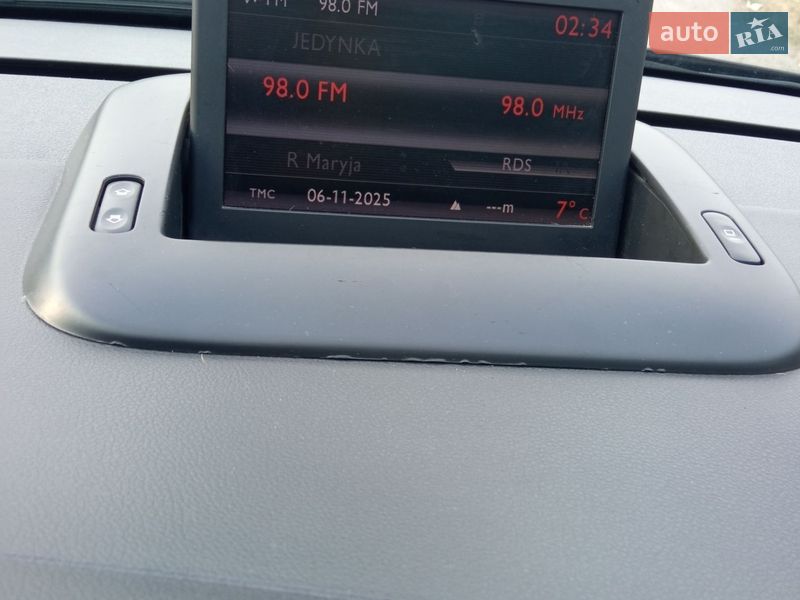 98.0 FM
02:34
JEDYNKA
98.0 FM
98.0 MHz
R Maryja
RDS
TMC
06-11-2025
---m
7°C
auto RIA.com